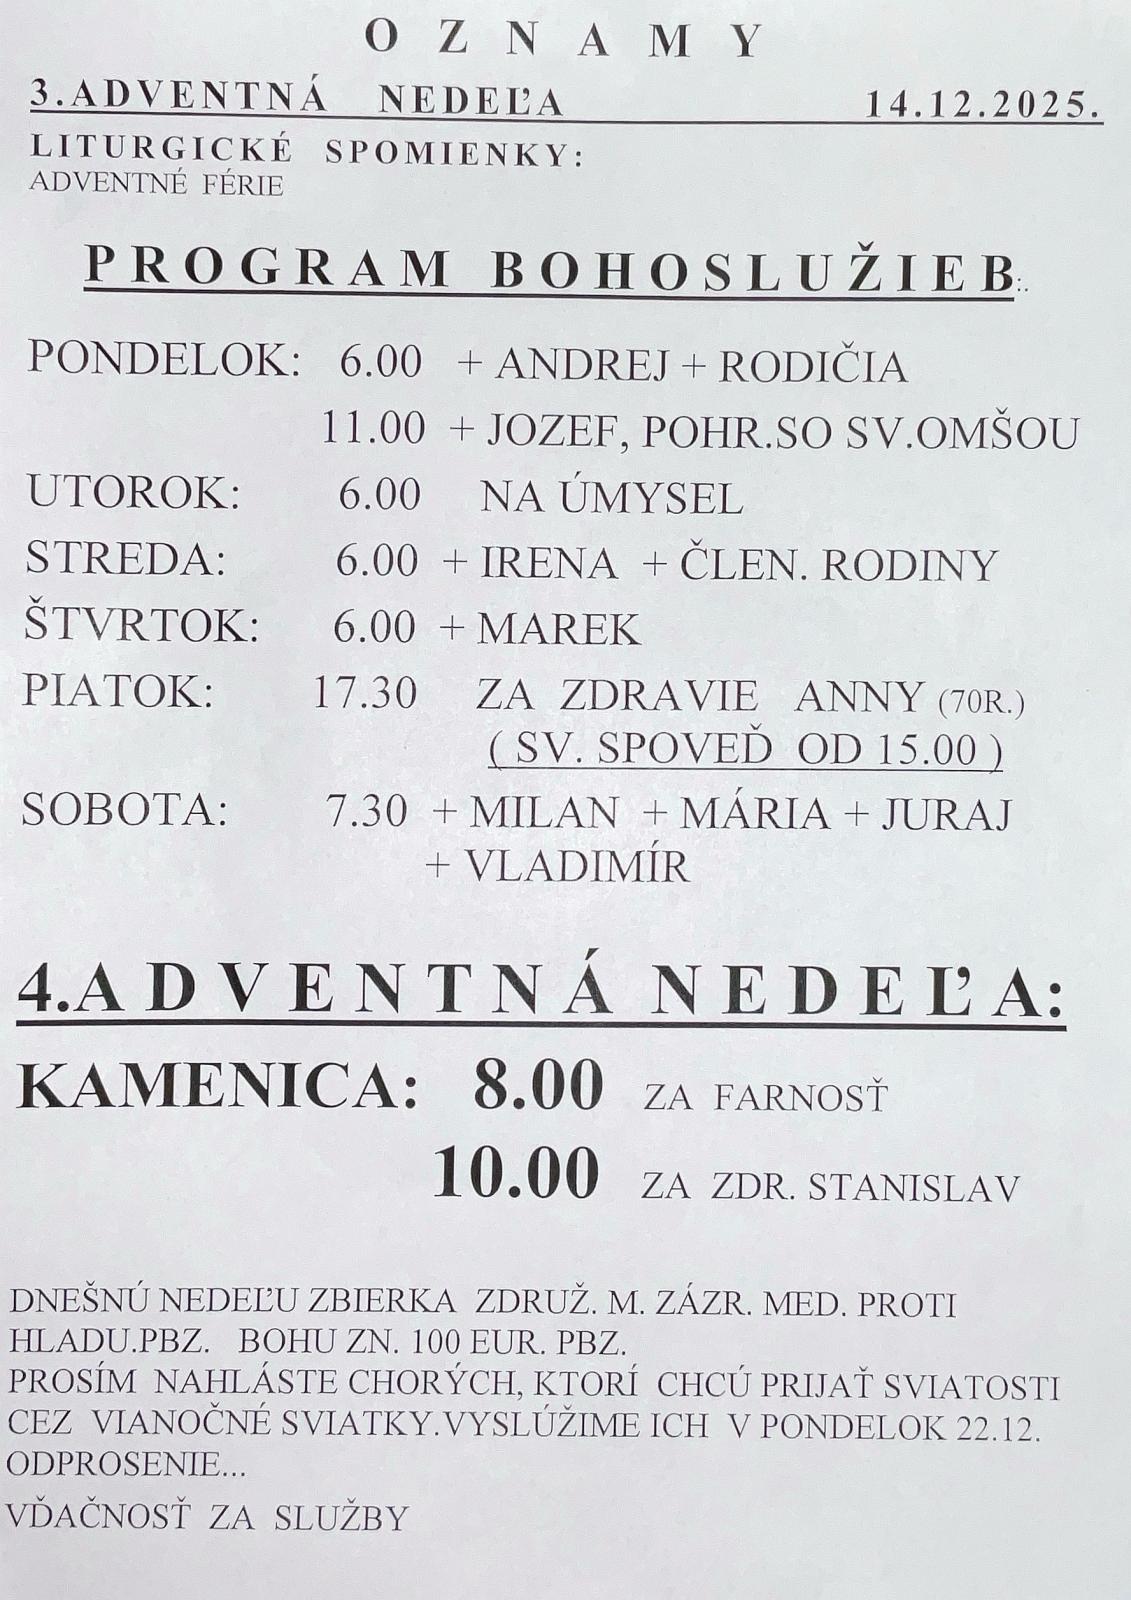 OZNAMY
3.ADVENTNÁ NEDEĽA 14.12.2025.
LITURGICKÉ SPOMIENKY:
ADVENTNÉ FÉRIE
PROGRAM BOHOSLUŽIEB:.
PONDELOK: 6.00 + ANDREJ + RODIČIA
11.00 + JOZEF, POHR.SO SV.OMŠOU
UTOROK: 6.00 NA ÚMYSEL
STREDA: 6.00 + IRENA + ČLEN. RODINY
ŠTVRTOK: 6.00 + MAREK
PIATOK: 17.30 ZA ZDRAVIE ANNY (70R.)
( SV. SPOVEĎ OD 15.00 )
SOBOTA: 7.30 + MILAN + MÁRIA + JURAJ
+ VLADIMÍR
4.ADVENTNÁ NEDEĽA:
KAMENICA: 8.00 ZA FARNOSŤ
10.00 ZA ZDR. STANISLAV
DNEŠNÚ NEDEĽU ZBIERKA ZDRUŽ. M. ZÁZR. MED. PROTI
HLADU.PBZ. BOHU ZN. 100 EUR. PBZ.
PROSÍM NAHLÁSTE CHORÝCH, KTORÍ CHCÚ PRIJAŤ SVIATOSTI
CEZ VIANOČNÉ SVIATKY.VYSLÚŽIME ICH V PONDELOK 22.12.
ODPROSENIE...
VĎAČNOSŤ ZA SLUŽBY